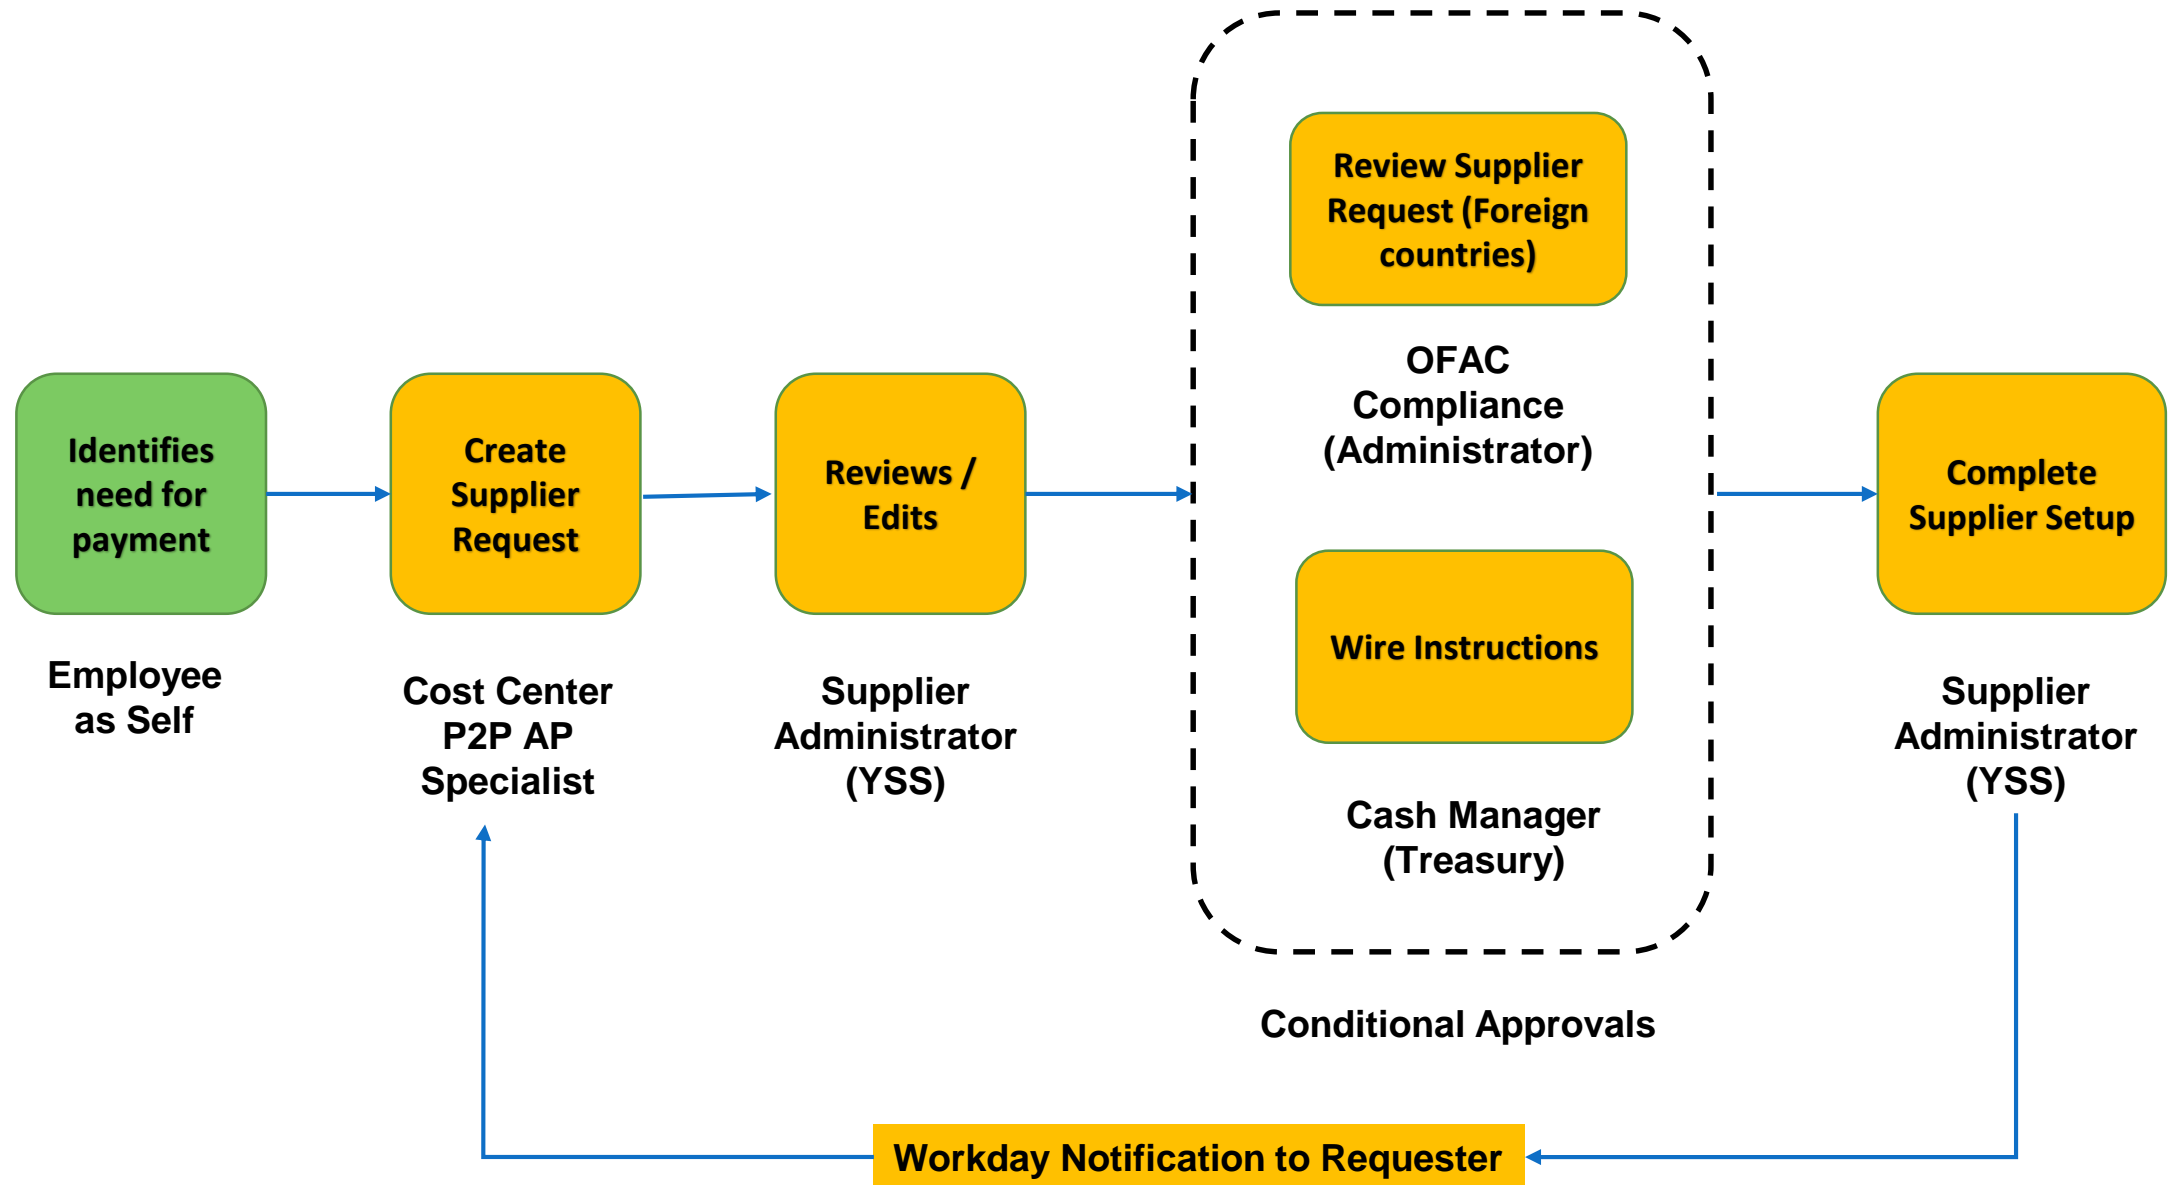 Identifies
need for
payment
Employee
as Self
Create
Supplier
Request
Cost Center
P2P AP
Specialist
Reviews /
Edits
Supplier
Administrator
(YSS)
Review Supplier
Request (Foreign
countries)
OFAC
Compliance
(Administrator)
Wire Instructions
Cash Manager
(Treasury)
Conditional Approvals
Complete
Supplier Setup
Supplier
Administrator
(YSS)
Workday Notification to Requester